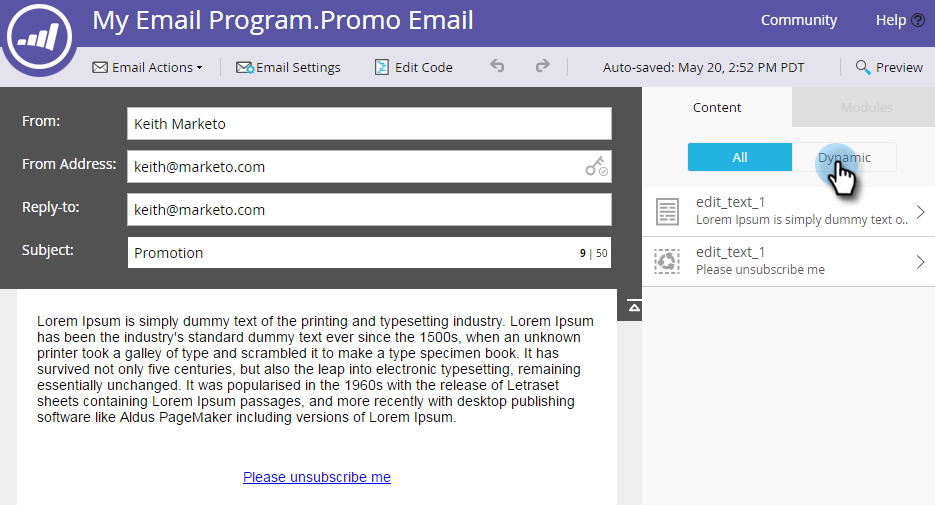 My Email Program.Promo Email
Community
Help
Email Actions
Email Settings
Edit Code
Auto-saved: May 20, 2:52 PM PDT
Preview
From:
Keith Marketo
From Address:
keith@marketo.com
Reply-to:
keith@marketo.com
Subject:
Promotion
9 | 50
Content
Modules
All
Dynamic
edit_text_1
Lorem Ipsum is simply dummy text o..
edit_text_1
Please unsubscribe me
Lorem Ipsum is simply dummy text of the printing and typesetting industry. Lorem Ipsum
has been the industry's standard dummy text ever since the 1500s, when an unknown
printer took a galley of type and scrambled it to make a type specimen book. It has
survived not only five centuries, but also the leap into electronic typesetting, remaining
essentially unchanged. It was popularised in the 1960s with the release of Letraset
sheets containing Lorem Ipsum passages, and more recently with desktop publishing
software like Aldus PageMaker including versions of Lorem Ipsum.
Please unsubscribe me